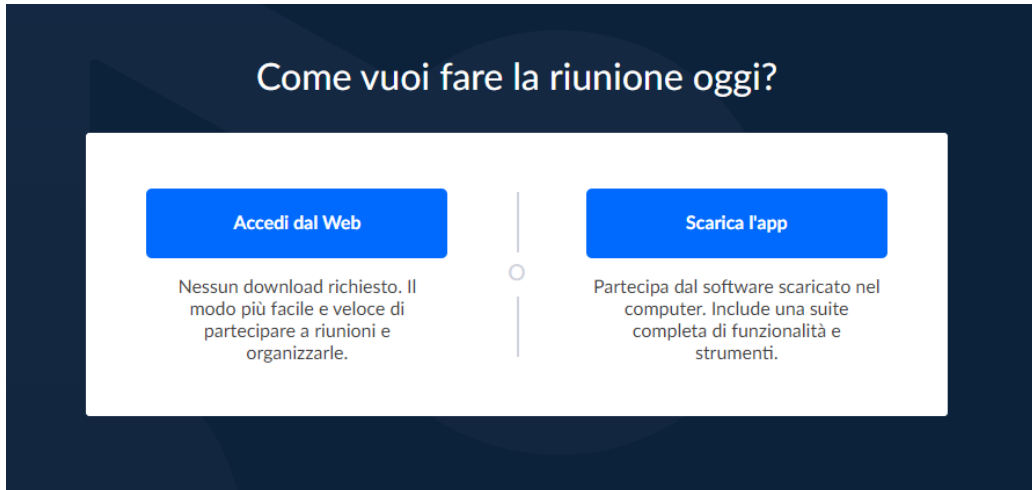 Come vuoi fare la riunione oggi?
Accedi dal Web
Nessun download richiesto. Il
modo più facile e veloce di
partecipare a riunioni e
organizzarle.
O
Scarica l'app
Partecipa dal software scaricato nel
computer. Include una suite
completa di funzionalità e
strumenti.